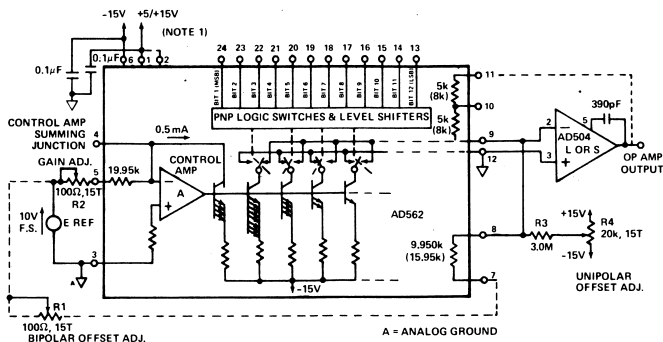 -15V
+5/+15V
(NOTE 1)
0.1μF
0.1μF
6
1
2
24 23 22 21 20 19 18 17 16 15 14 13
BIT 1 (MSB)
BIT 2
BIT 3
BIT 4
BIT 5
BIT 6
BIT 7
BIT 8
BIT 9
BIT 10
BIT 11
BIT 12 (LSB)
PNP LOGIC SWITCHES & LEVEL SHIFTERS
5k
(8k)
11
10
5k
(8k)
9
12
390pF
2
5
AD504
L OR S
3
OP AMP
OUTPUT
CONTROL AMP
SUMMING
JUNCTION
4
0.5mA
GAIN ADJ.
5
19.95k
CONTROL
AMP
A
100Ω, 15T
R2
10V
F.S.
E REF
3
A
AD562
9.950k
(15.95k)
8
7
-15V
R3
3.0M
+15V
R4
20k, 15T
-15V
UNIPOLAR
OFFSET ADJ.
R1
100Ω, 15T
BIPOLAR OFFSET ADJ.
A = ANALOG GROUND